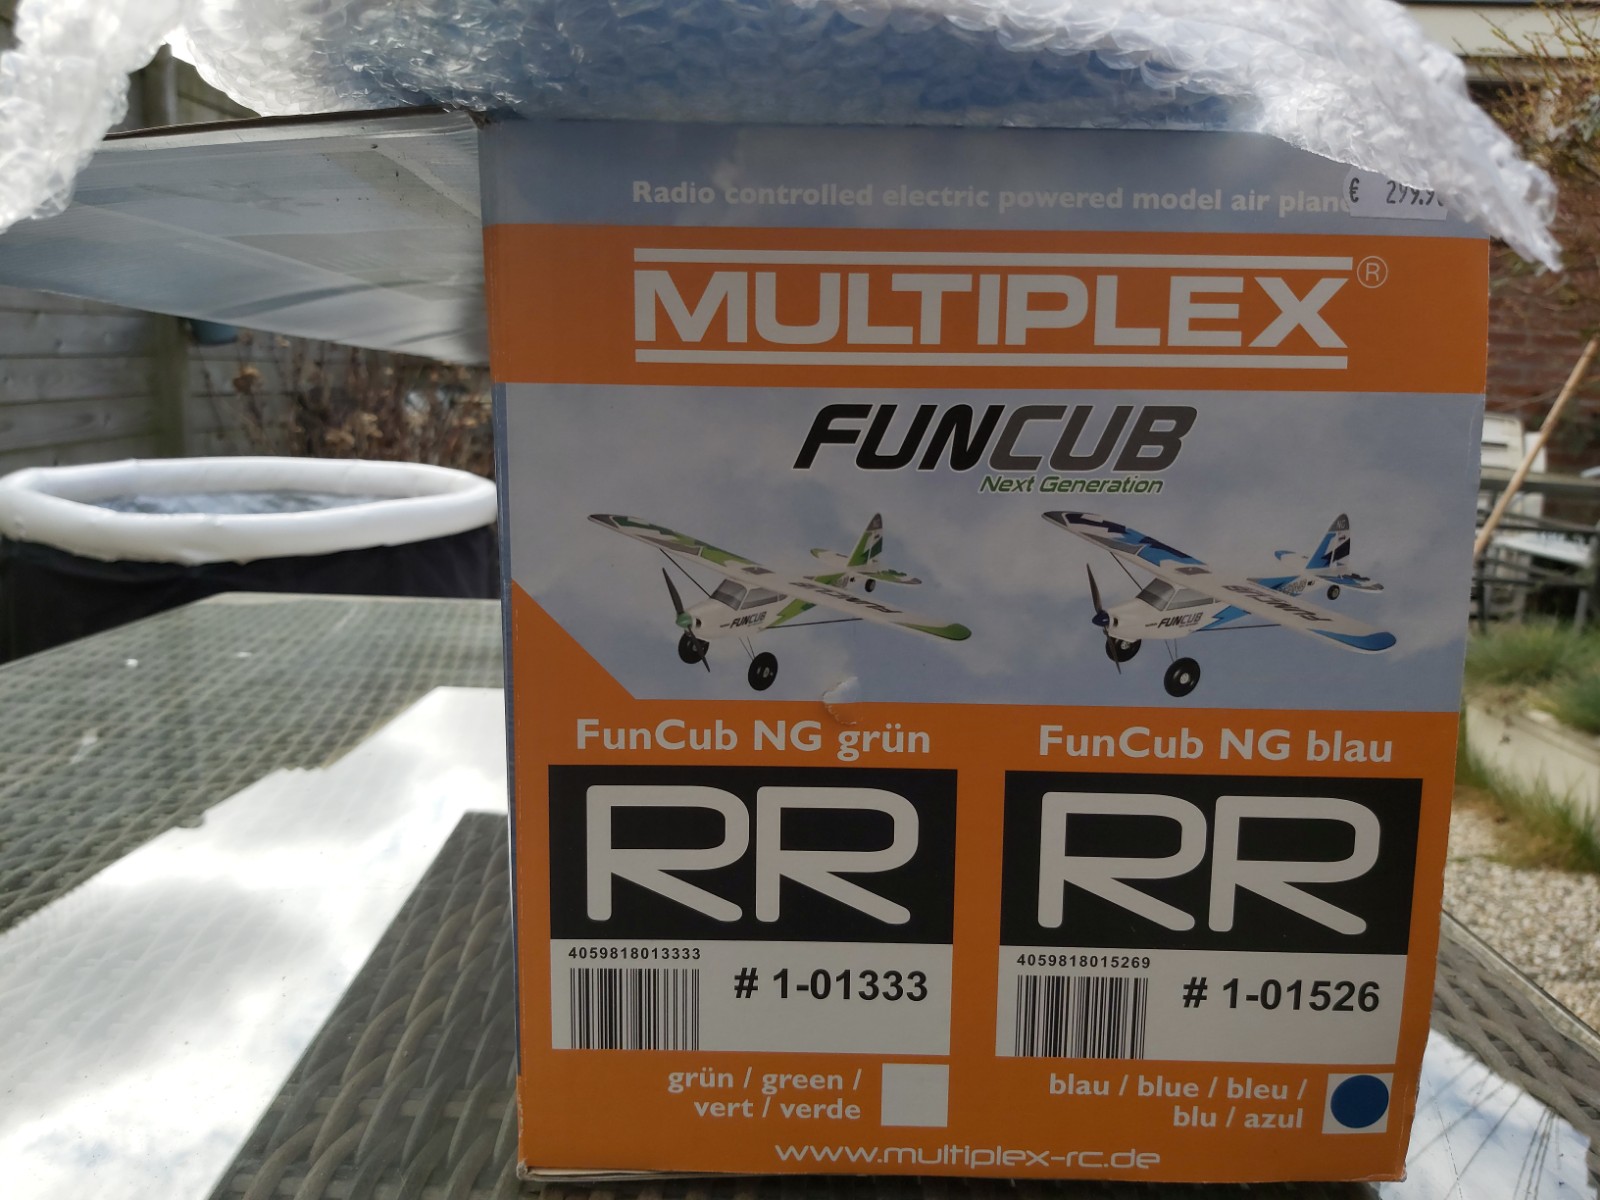 Radio controlled electric powered model air
€ 299.9
MULTIPLEX®
FUNCUB
Next Generation
FUNCUB
FUNCUB
FUNCUB
FUNCUB
FunCub NG grün
FunCub NG blau
RR
RR
4059818013333
# 1-01333
4059818015269
# 1-01526
grün / green /
vert / verde
blau / blue / bleu /
blu / azul
www.multiplex-rc.de